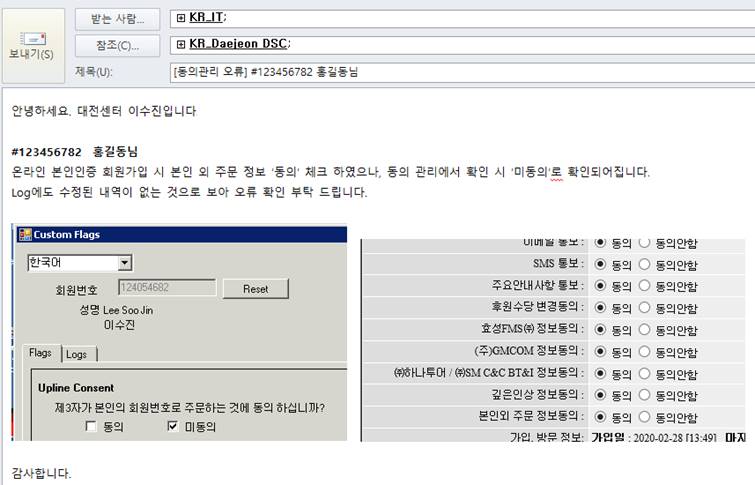 받는 사람...
KR_IT;
보내기(S)
참조(C)...
KR_Daejeon DSC;
제목(U):
[동의관리 오류] #123456782 홍길동님
안녕하세요. 대전센터 이수진입니다
#123456782 홍길동님
온라인 본인인증 회원가입 시 본인 외 주문 정보 '동의' 체크 하였으나, 동의 관리에서 확인 시 '미동의'로 확인되어집니다.
Log에도 수정된 내역이 없는 것으로 보아 오류 확인 부탁 드립니다.
Custom Flags
한국어
회원번호 124054682 Reset
성명 Lee Soo Jin
이수진
Flags Logs
Upline Consent
제3자가 본인의 회원번호로 주문하는 것에 동의 하십니까?
동의 미동의
이메일 통보 : 동의 동의안함
SMS 통보 : 동의 동의안함
주요안내사항 통보 : 동의 동의안함
후원수당 변경동의 : 동의 동의안함
효성FMS㈜ 정보동의 : 동의 동의안함
(주)GMCOM 정보동의 : 동의 동의안함
㈜하나투어 / ㈜SM C&C BT&I 정보동의 : 동의 동의안함
깊은인상 정보동의 : 동의 동의안함
본인외 주문 정보동의 : 동의 동의안함
가입, 방문 정보: 가입일 : 2020-02-28 [13:49] 마지
감사합니다.